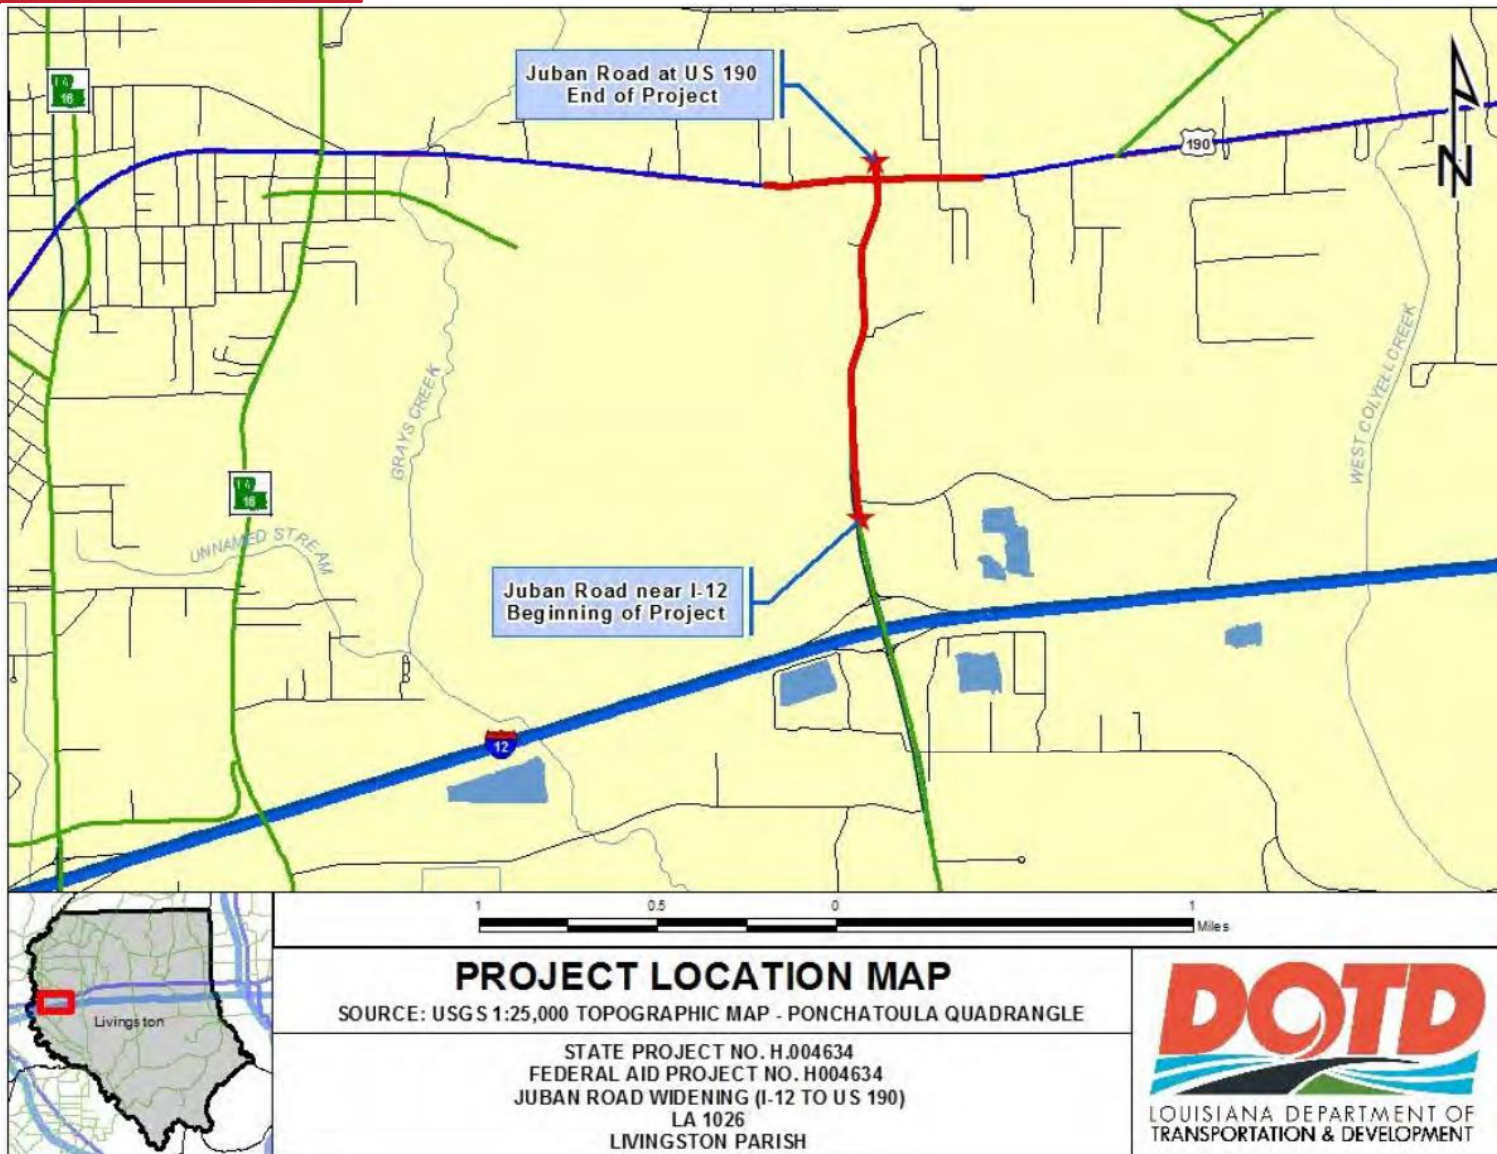 LA
16
Juban Road at US 190
End of Project
190
N
GRAYS CREEK
WEST COLYELL CREEK
LA
16
UNNAMED STREAM
Juban Road near I-12
Beginning of Project
12
1 0.5 0 1
Miles
Livingston
PROJECT LOCATION MAP
SOURCE: USGS 1:25,000 TOPOGRAPHIC MAP - PONCHATOULA QUADRANGLE
STATE PROJECT NO. H.004634
FEDERAL AID PROJECT NO. H004634
JUBAN ROAD WIDENING (I-12 TO US 190)
LA 1026
LIVINGSTON PARISH
DOTD
LOUISIANA DEPARTMENT OF
TRANSPORTATION & DEVELOPMENT